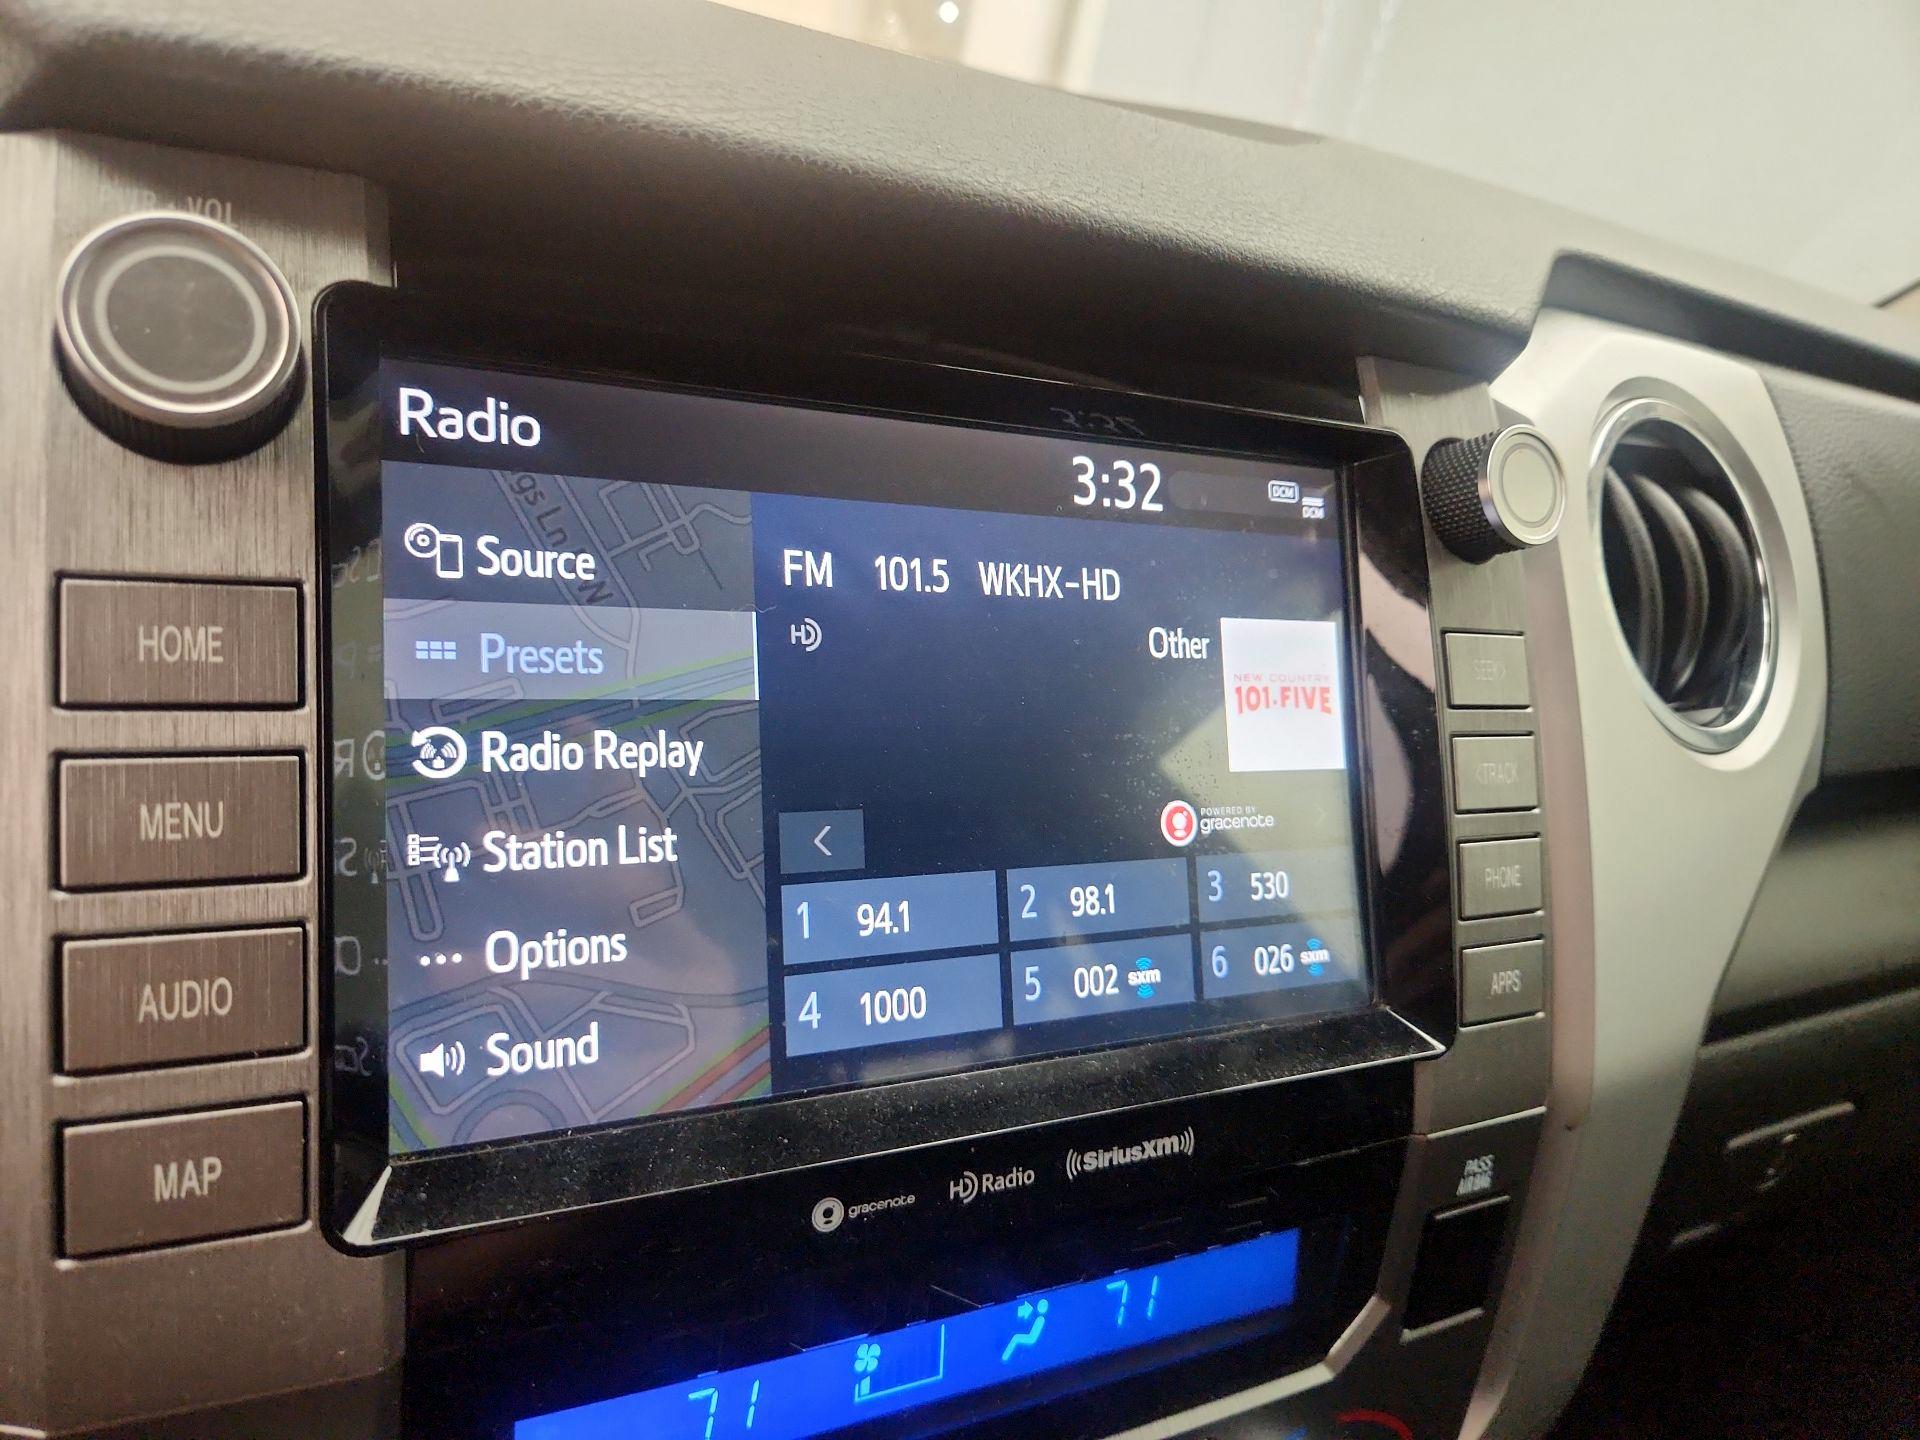 PWR·VOL
Radio
3:32
DCM
DCM
Source
FM 101.5 WKHX-HD
HD
Other
NEW COUNTRY
101·FIVE
Presets
Radio Replay
Station List
Options
Sound
<
POWERED BY
gracenote
1 94.1
2 98.1
3 530
4 1000
5 002 sxm
6 026 sxm
HOME
MENU
AUDIO
MAP
SEEK>
<TRACK
PHONE
APPS
gracenote
HD Radio
SiriusXM
PASS
AIRBAG
71
71